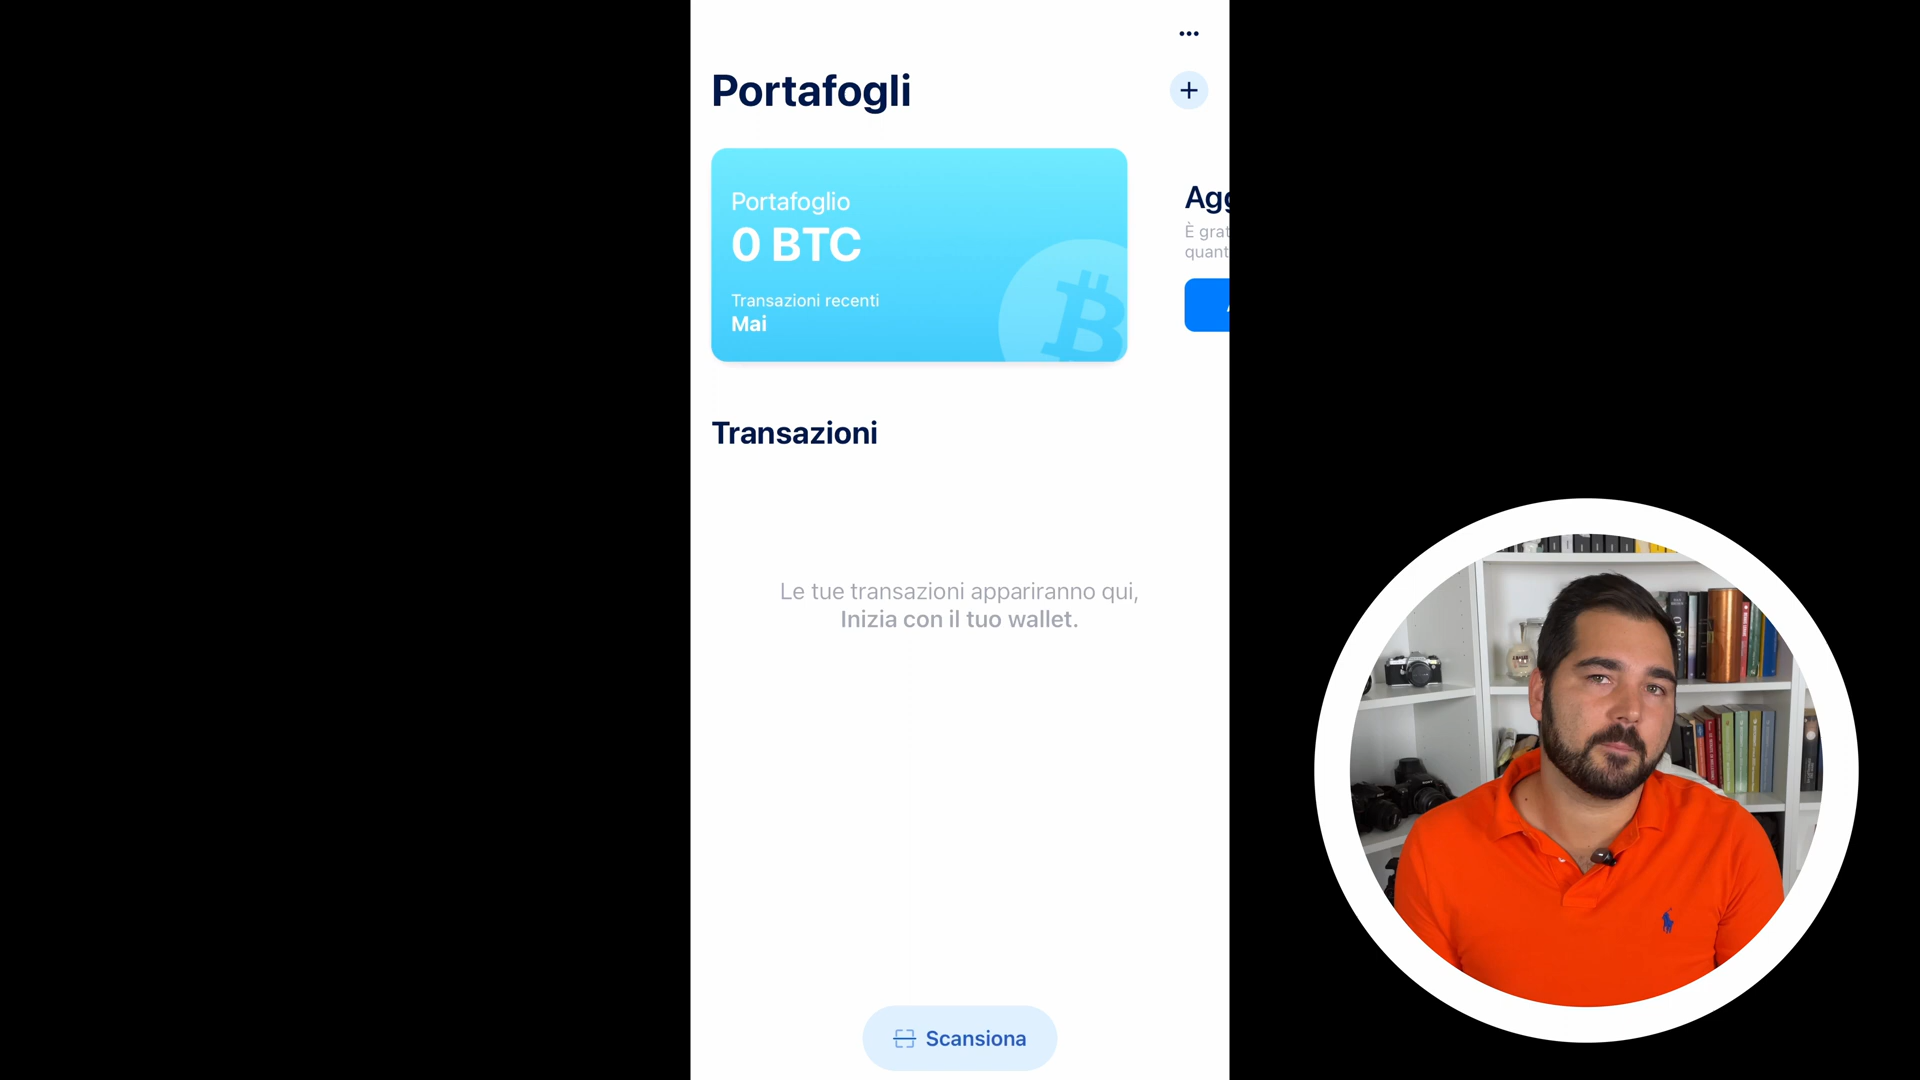 Portafogli
Portafoglio
0 BTC
Transazioni recenti
Mai
È
Transazioni
Le tue transazioni appariranno qui,
Inizia con il tuo wallet.
Scansiona